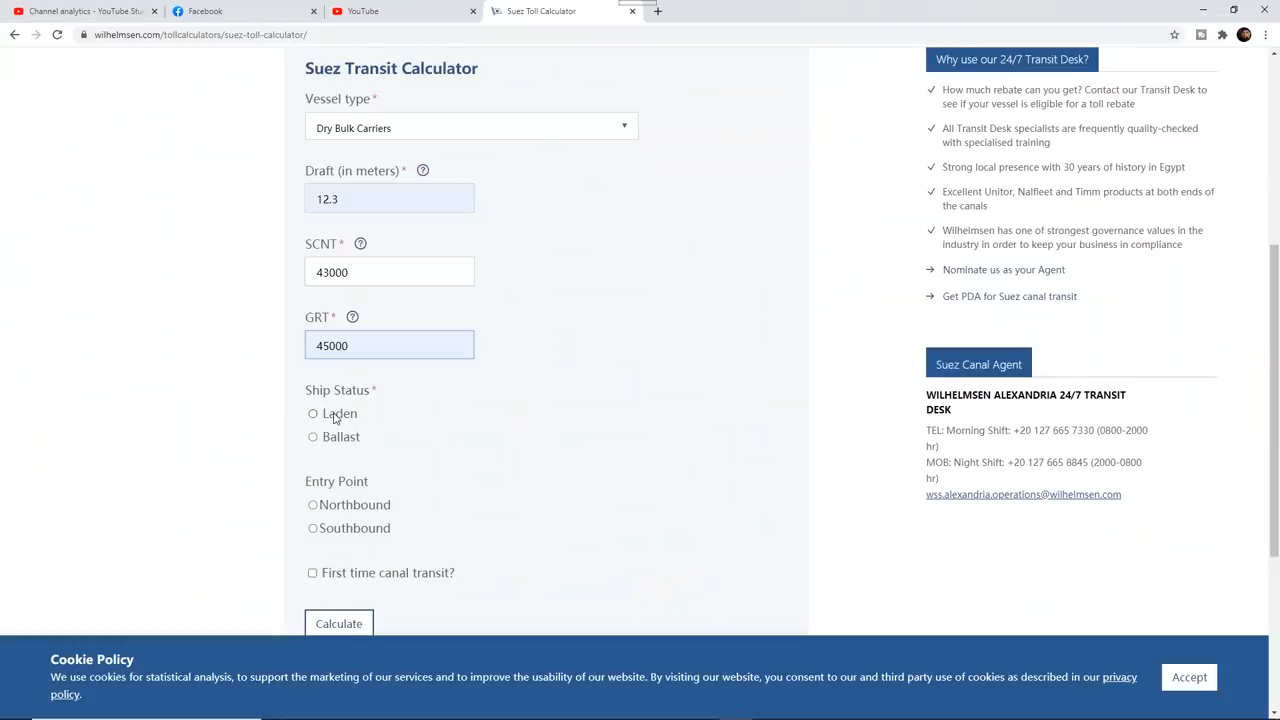 Channel analytics - YouTube Stu
Facebook
YouTube
Suez Toll Calculator
wilhelmsen.com/tollcalculators/suez-toll-calculator/
Suez Transit Calculator
Vessel type*
Dry Bulk Carriers
Draft (in meters)*
12.3
SCNT*
43000
GRT*
45000
Ship Status*
Laden
Ballast
Entry Point
Northbound
Southbound
First time canal transit?
Calculate
Why use our 24/7 Transit Desk?
How much rebate can you get? Contact our Transit Desk to
see if your vessel is eligible for a toll rebate
All Transit Desk specialists are frequently quality-checked
with specialised training
Strong local presence with 30 years of history in Egypt
Excellent Unitor, Nalfleet and Timm products at both ends of
the canals
Wilhelmsen has one of strongest governance values in the
industry in order to keep your business in compliance
Nominate us as your Agent
Get PDA for Suez canal transit
Suez Canal Agent
WILHELMSEN ALEXANDRIA 24/7 TRANSIT
DESK
TEL: Morning Shift: +20 127 665 7330 (0800-2000
hr)
MOB: Night Shift: +20 127 665 8845 (2000-0800
hr)
wss.alexandria.operations@wilhelmsen.com
Cookie Policy
We use cookies for statistical analysis, to support the marketing of our services and to improve the usability of our website. By visiting our website, you consent to our and third party use of cookies as described in our privacy
policy.
Accept